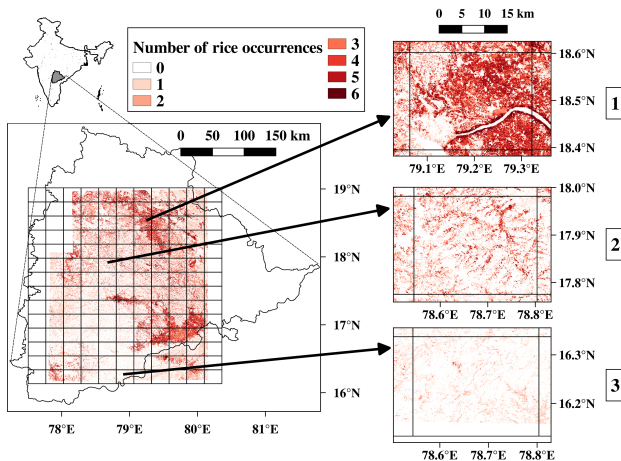 Number of rice occurrences
0
1
2
3
4
5
6
0 50 100 150 km
19°N
18°N
17°N
16°N
78°E 79°E 80°E 81°E
0 5 10 15 km
18.6°N
18.5°N
18.4°N
79.1°E 79.2°E 79.3°E
1
18.0°N
17.9°N
17.8°N
78.6°E 78.7°E 78.8°E
2
16.3°N
16.2°N
78.6°E 78.7°E 78.8°E
3